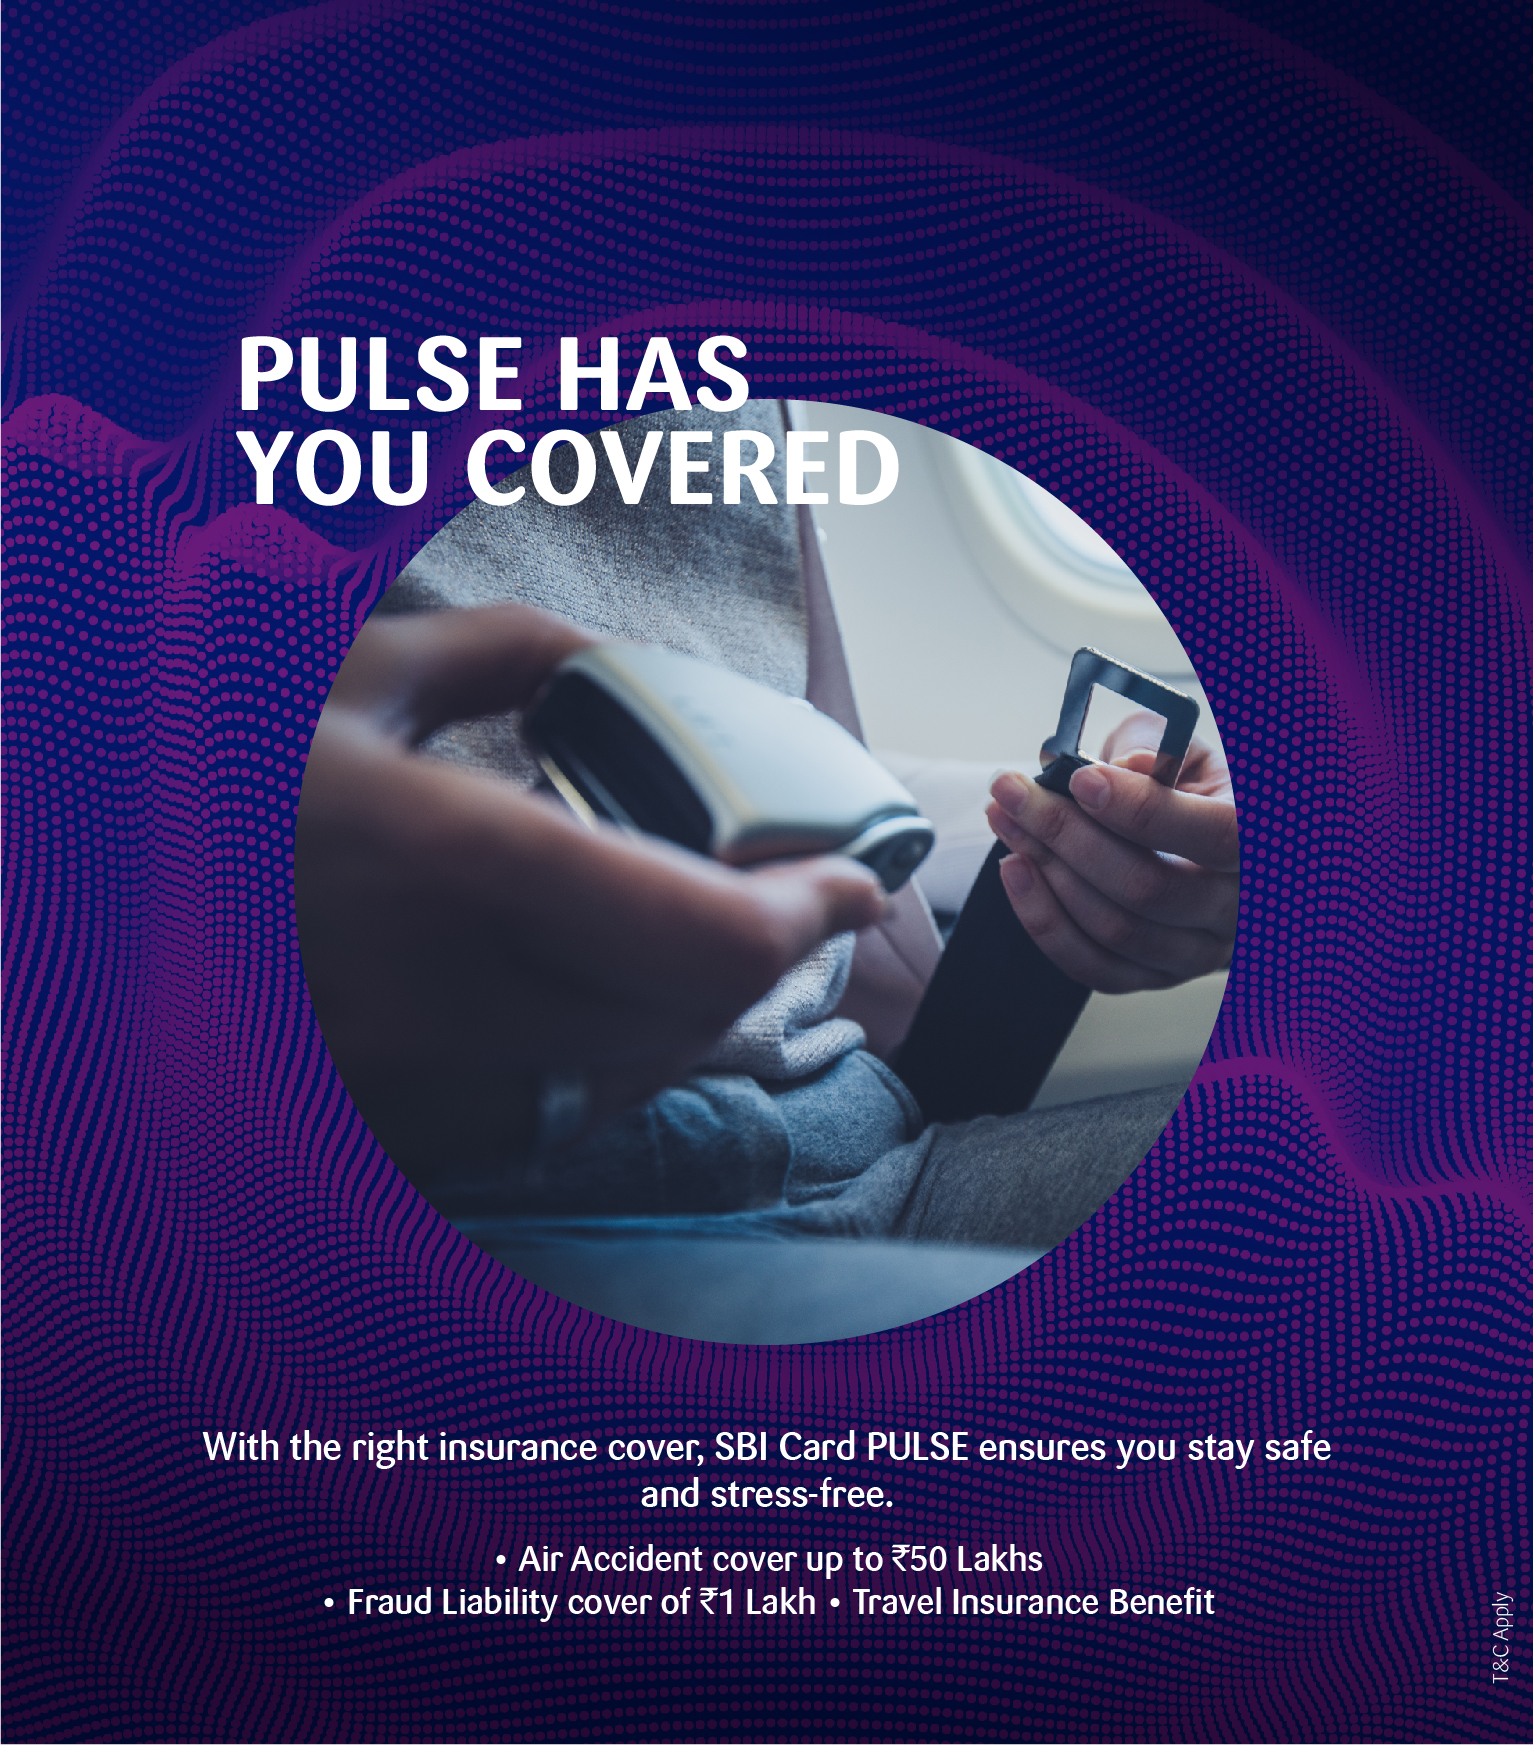 PULSE HAS
YOU COVERED
With the right insurance cover, SBI Card PULSE ensures you stay safe
and stress-free.
• Air Accident cover up to ₹50 Lakhs
• Fraud Liability cover of ₹1 Lakh • Travel Insurance Benefit
T&C Apply